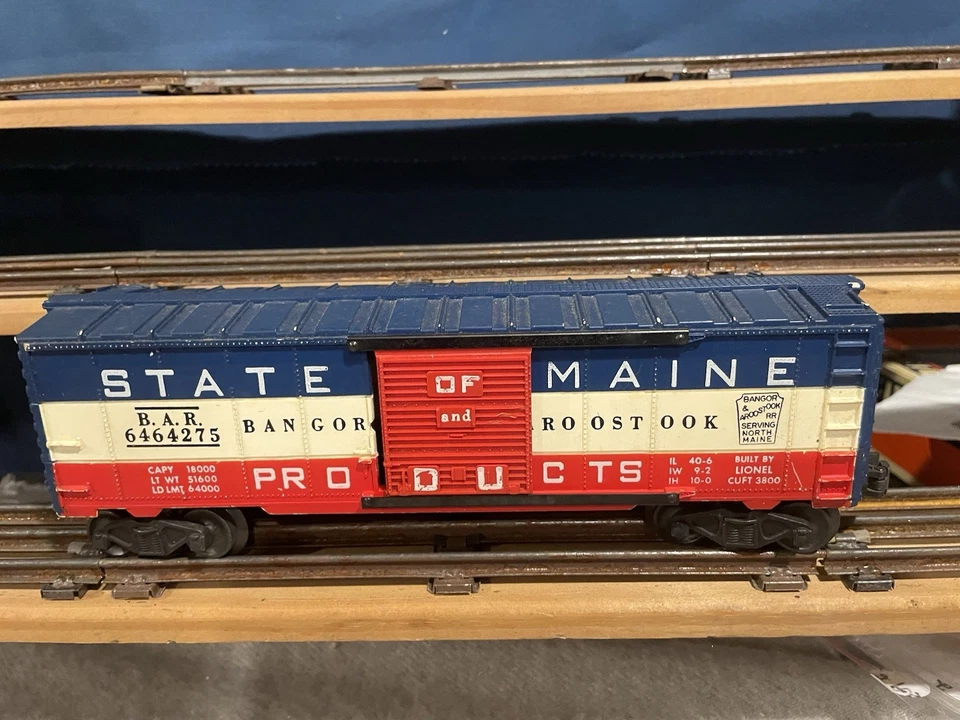 STATE OF MAINE
B.A.R.
6464275
BANGOR and AROOSTOOK
BANGOR
&
AROOSTOOK
RR
SERVING
NORTH
MAINE
PRODUCTS
CAPY 18000
LT WT 51600
LD LMT 64000
IL 40-6
IW 9-2
IH 10-0
BUILT BY
LIONEL
CUFT 3800